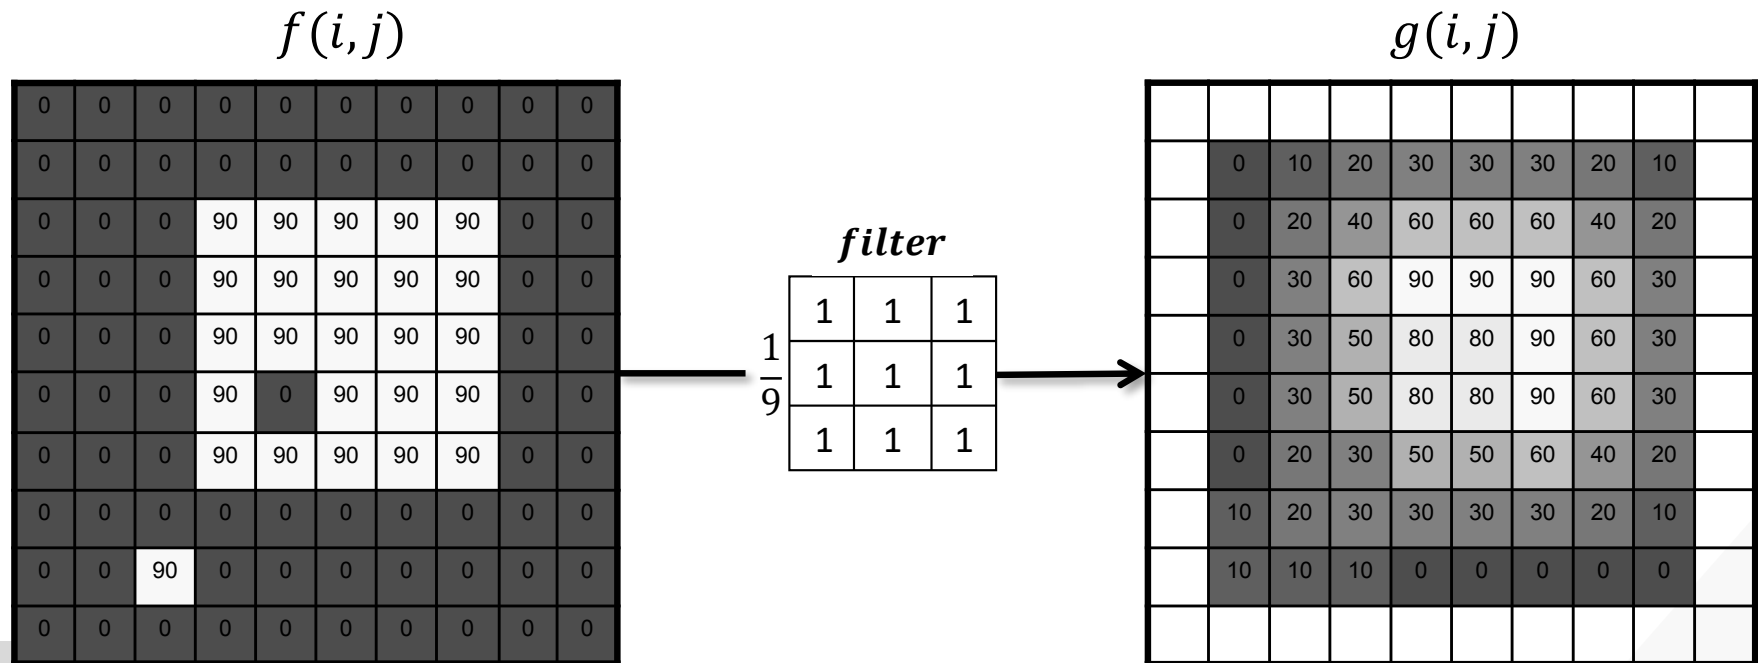 f(i,j)
0 0 0 0 0 0 0 0 0 0
0 0 0 0 0 0 0 0 0 0
0 0 0 90 90 90 90 90 0 0
0 0 0 90 90 90 90 90 0 0
0 0 0 90 90 90 90 90 0 0
0 0 0 90 0 90 90 90 0 0
0 0 0 90 90 90 90 90 0 0
0 0 0 0 0 0 0 0 0 0
0 0 90 0 0 0 0 0 0 0
0 0 0 0 0 0 0 0 0 0
filter
1/9
1 1 1
1 1 1
1 1 1
g(i,j)
0 10 20 30 30 30 20 10
0 20 40 60 60 60 40 20
0 30 60 90 90 90 60 30
0 30 50 80 80 90 60 30
0 30 50 80 80 90 60 30
0 20 30 50 50 60 40 20
10 20 30 30 30 30 20 10
10 10 10 0 0 0 0 0